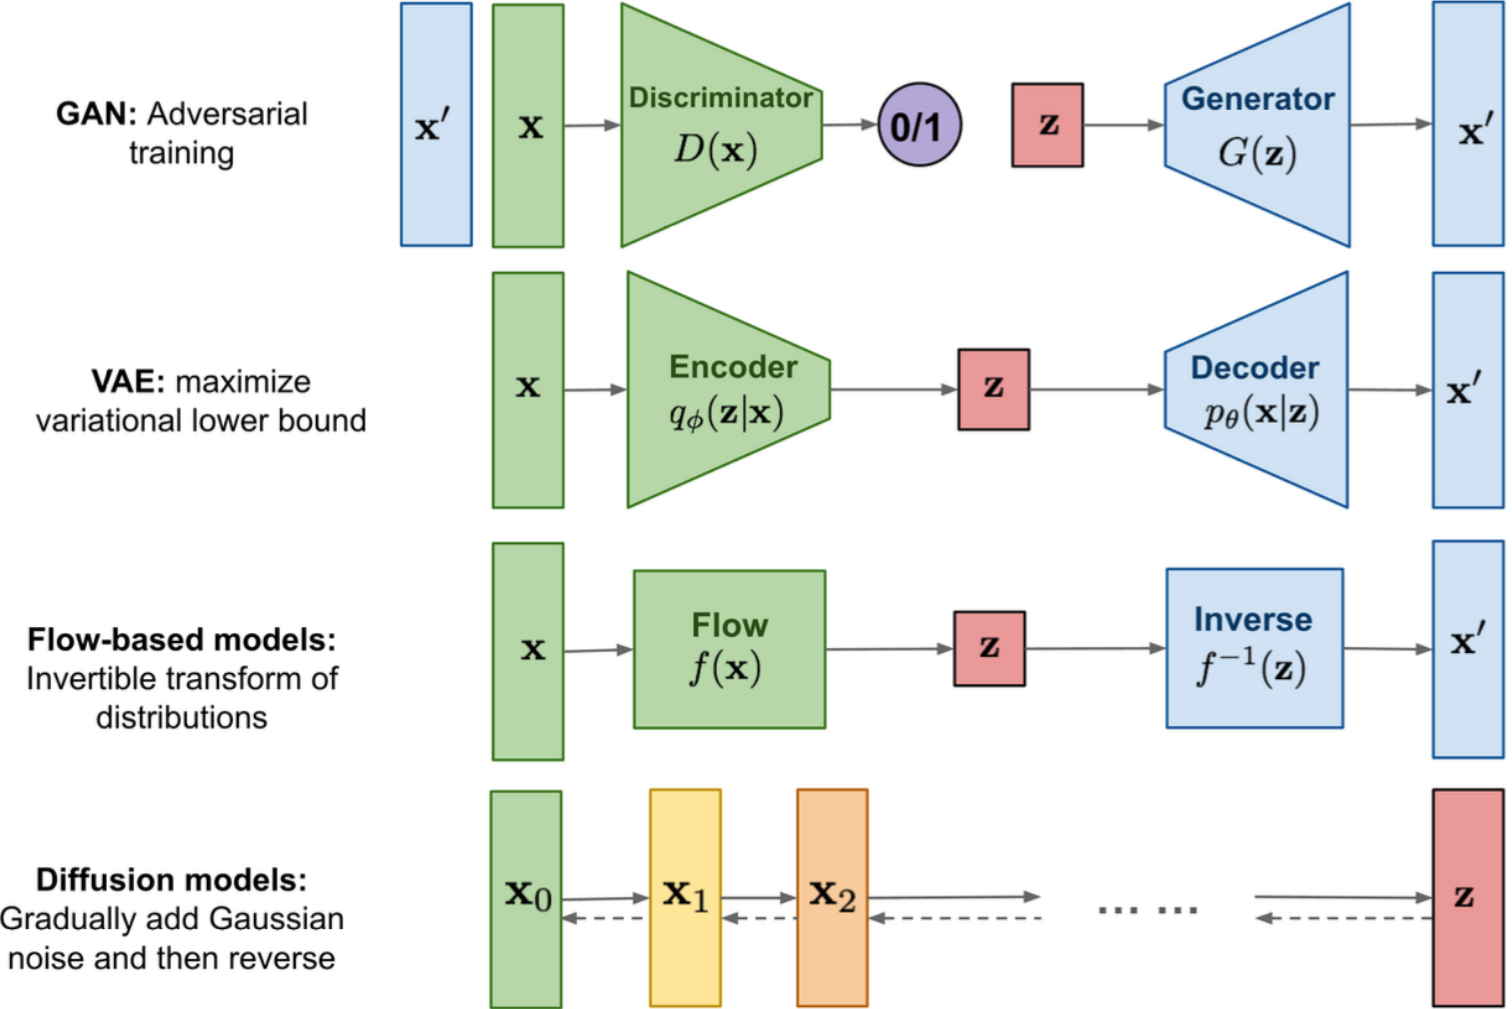 GAN: Adversarial
training
x′
x
Discriminator
D(x)
0/1
z
Generator
G(z)
x′
VAE: maximize
variational lower bound
x
Encoder
qϕ(z|x)
z
Decoder
pθ(x|z)
x′
Flow-based models:
Invertible transform of
distributions
x
Flow
f(x)
z
Inverse
f⁻¹(z)
x′
Diffusion models:
Gradually add Gaussian
noise and then reverse
x₀
x₁
x₂
... ...
z